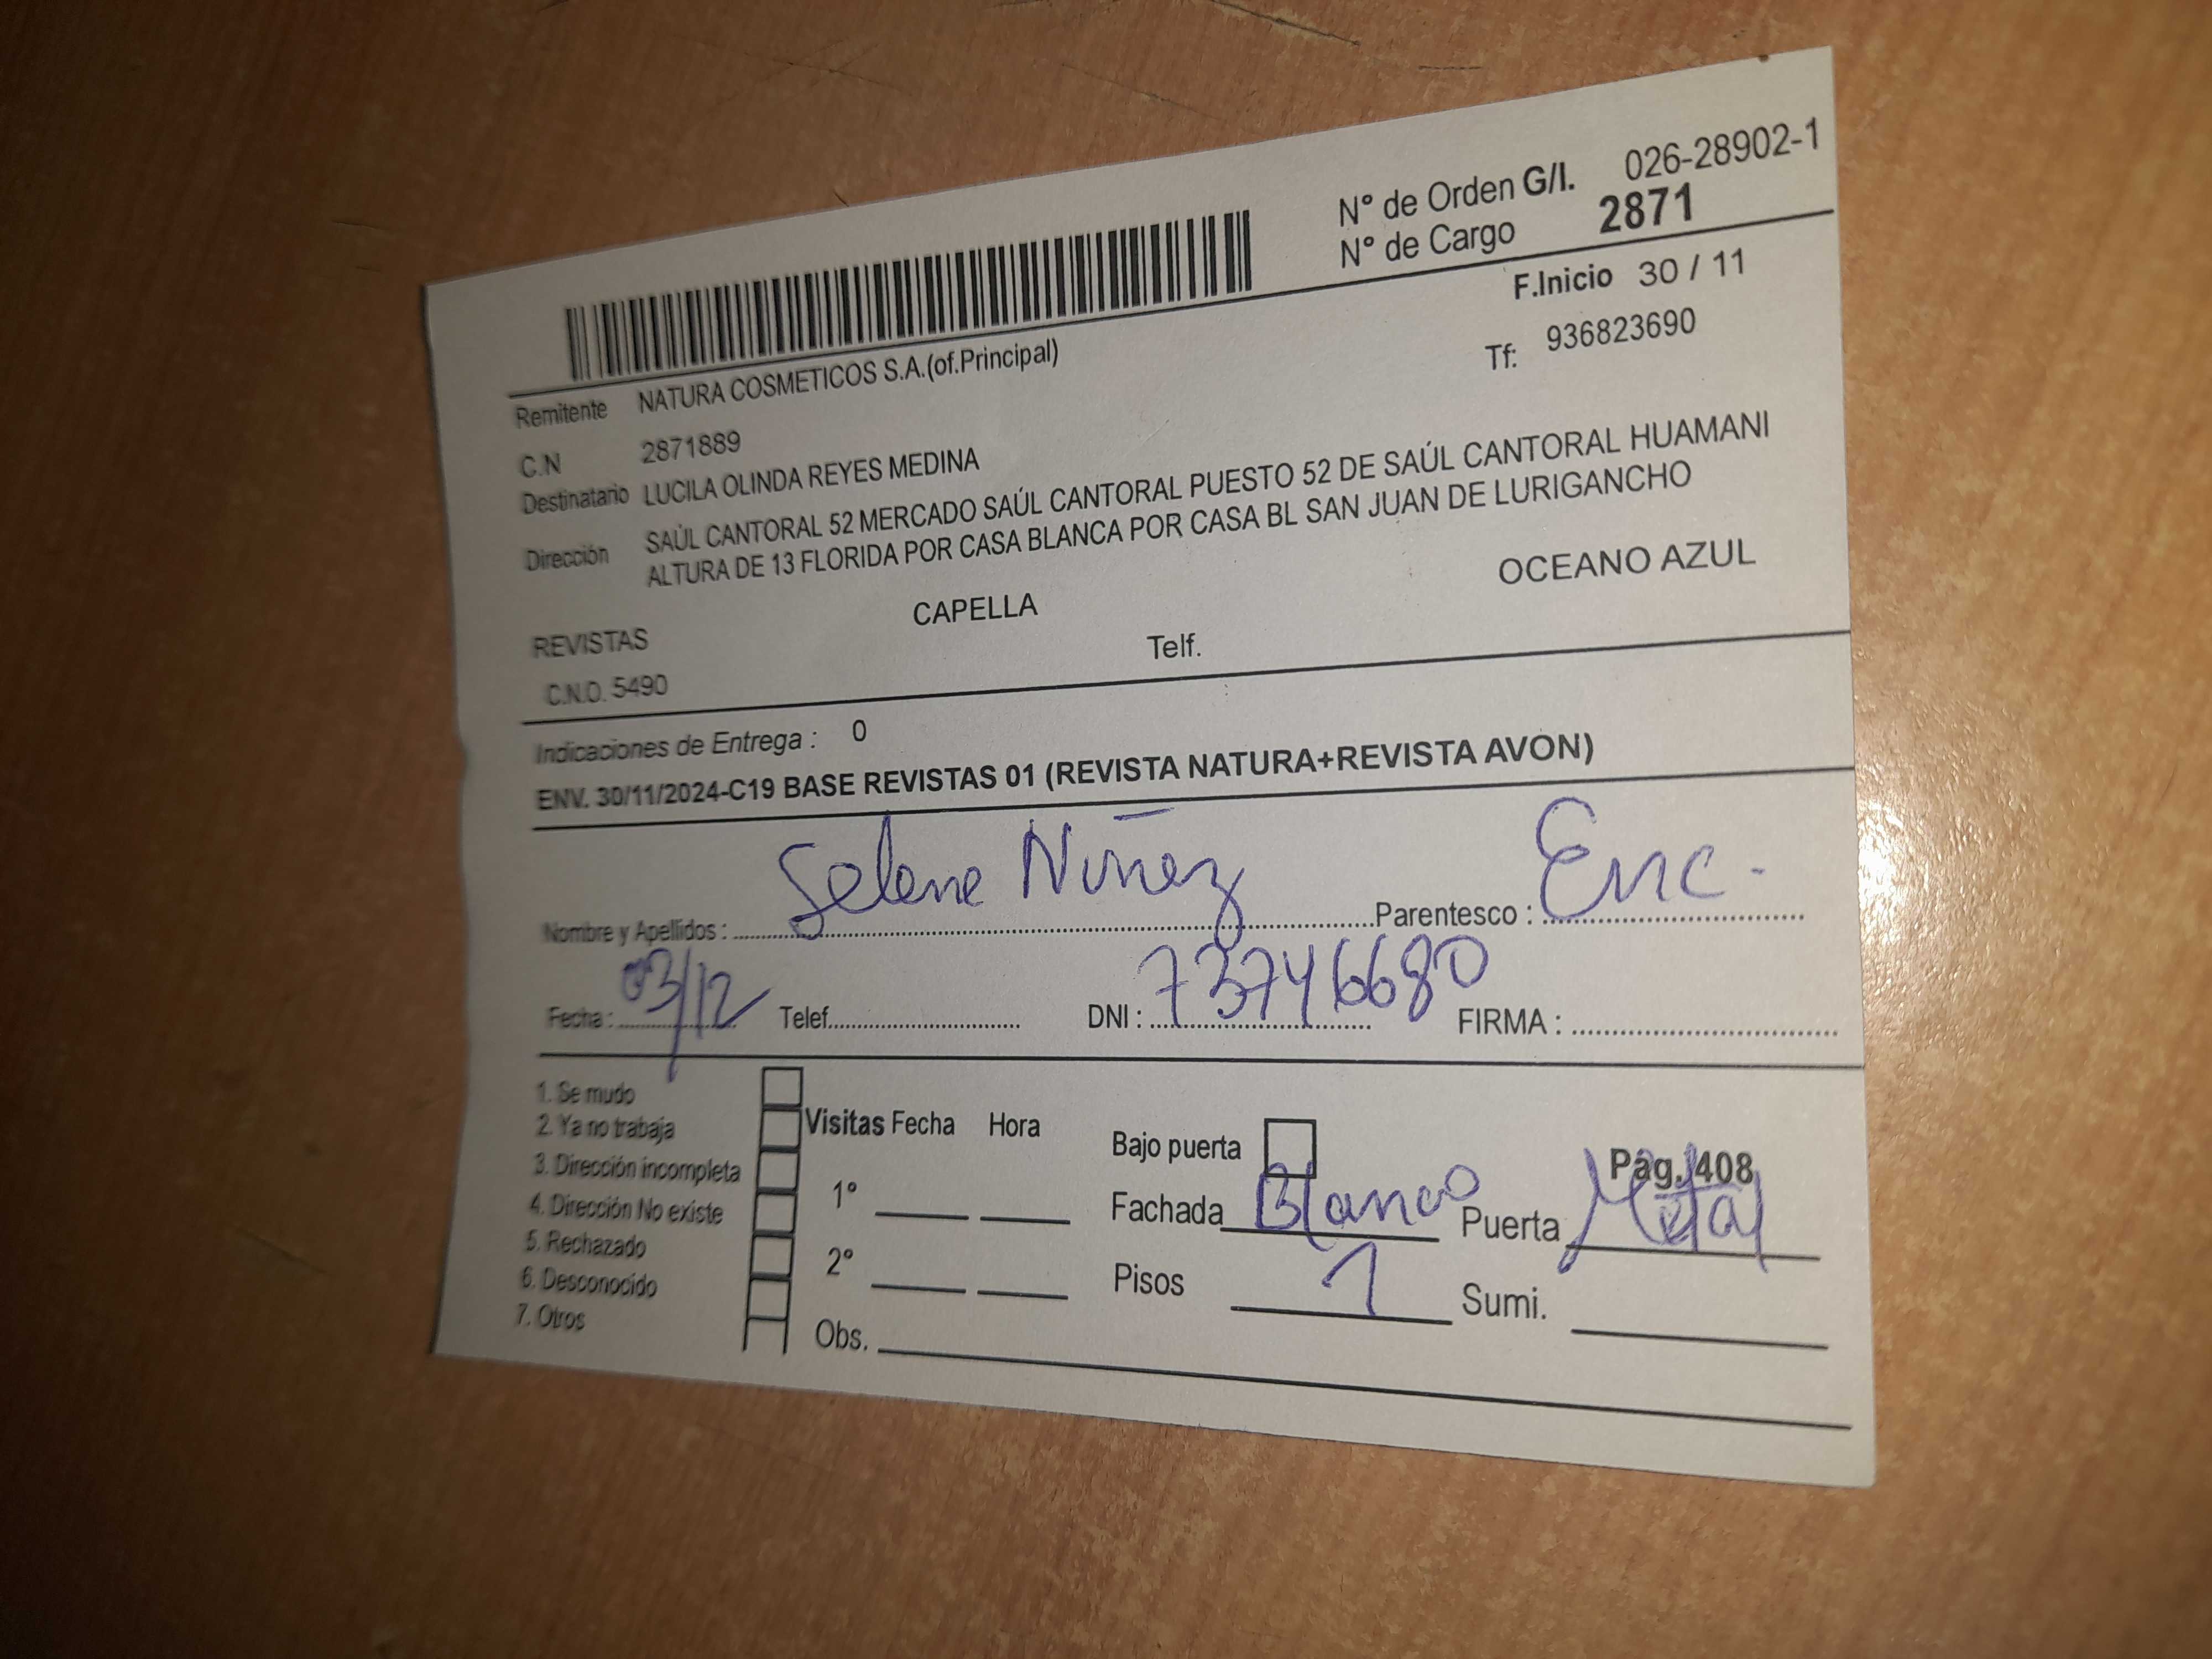 N° de Orden G/I. 026-28902-1
N° de Cargo 2871
F.Inicio 30 / 11
Remitente NATURA COSMETICOS S.A.(of.Principal) Tf: 936823690
C.N 2871889
Destinatario LUCILA OLINDA REYES MEDINA
Dirección SAÚL CANTORAL 52 MERCADO SAÚL CANTORAL PUESTO 52 DE SAÚL CANTORAL HUAMANI
ALTURA DE 13 FLORIDA POR CASA BLANCA POR CASA BL SAN JUAN DE LURIGANCHO
REVISTAS CAPELLA OCEANO AZUL
C.N.O. 5490 Telf.
Indicaciones de Entrega : 0
ENV. 30/11/2024-C19 BASE REVISTAS 01 (REVISTA NATURA+REVISTA AVON)
Nombre y Apellidos : Selene Nuñez Parentesco : Enc.
Fecha : 03/12 Telef. DNI : 73746680 FIRMA :
1. Se mudo
2. Ya no trabaja
3. Dirección incompleta
4. Dirección No existe
5. Rechazado
6. Desconocido
7. Otros
Visitas Fecha Hora
1°
2°
Obs.
Bajo puerta Pág. 408
Fachada Blanco Puerta Metal
Pisos 1 Sumi.